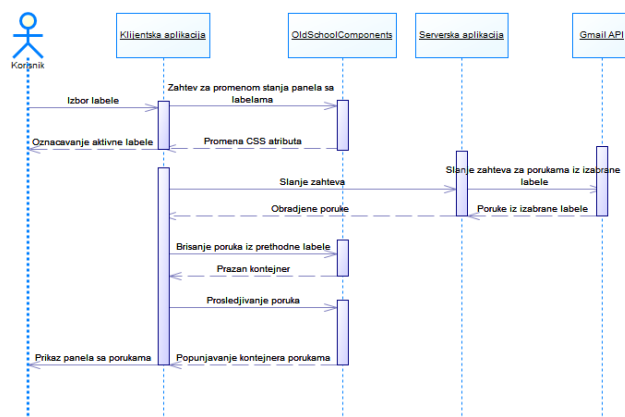 Klijentska aplikacija
OldSchoolComponents
Serverska aplikacija
Gmail API
Korisnik
Zahtev za promenom stanja panela sa
labelama
Izbor labele
Promena CSS atributa
Oznacavanje aktivne labele
Slanje zahteva za porukama iz izabrane
labele
Slanje zahteva
Obradjene poruke
Poruke iz izabrane labele
Brisanje poruka iz prethodne labele
Prazan kontejner
Prosledjivanje poruka
Prikaz panela sa porukama
Popunjavanje kontejnera porukama